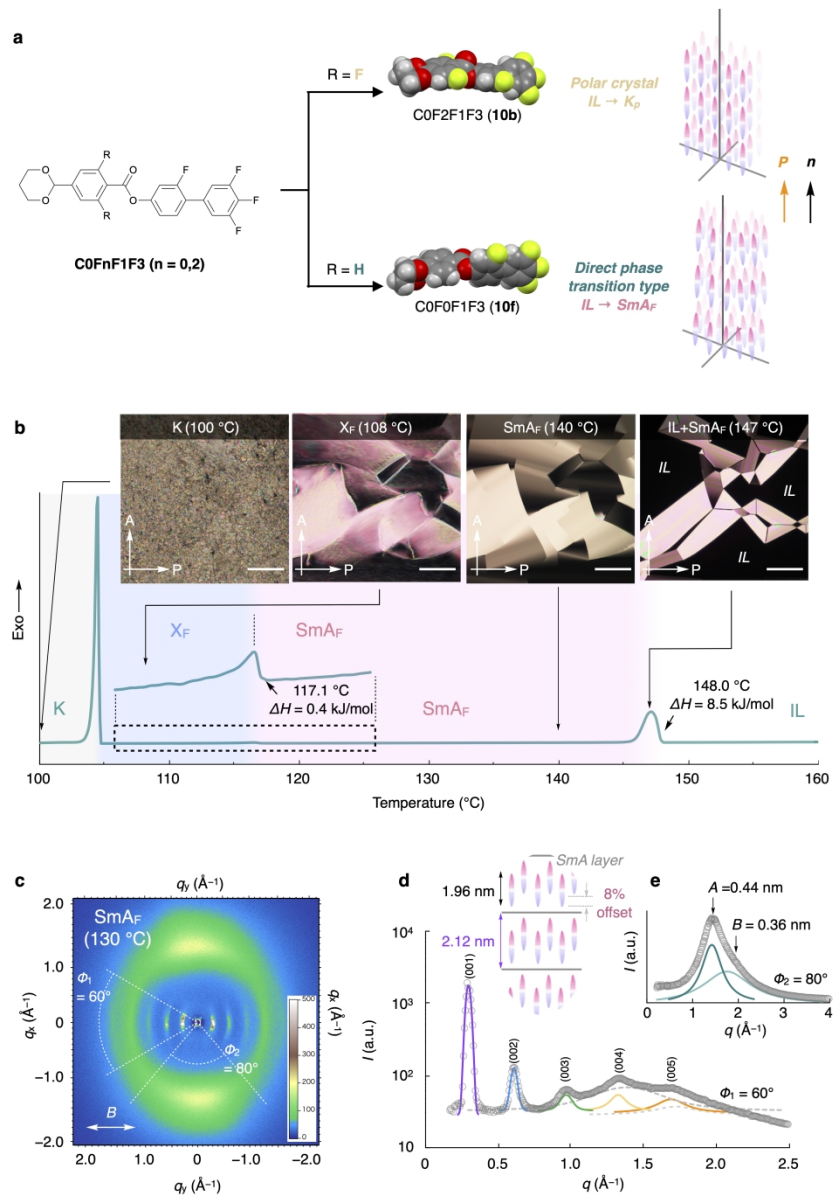 a
R = F
C0F2F1F3 (10b)
Polar crystal
IL → Kp
P n
R
O
O
O
O
R
F
F
F
F
C0FnF1F3 (n = 0,2)
R = H
C0F0F1F3 (10f)
Direct phase
transition type
IL → SmAF
b
K (100 °C)
XF (108 °C)
SmAF (140 °C)
IL+SmAF (147 °C)
A
P
A
P
A
P
A
P
IL
IL
IL
Exo
XF
SmAF
117.1 °C
ΔH = 0.4 kJ/mol
K
SmAF
148.0 °C
ΔH = 8.5 kJ/mol
IL
100 110 120 130 140 150 160
Temperature (°C)
c
qy (Å⁻¹)
SmAF
(130 °C)
Φ1
= 60°
Φ2
= 80°
B
2.0
1.0
0
−1.0
−2.0
qx (Å⁻¹)
500
400
300
200
100
0
qx (Å⁻¹)
2.0 1.0 0 -1.0 -2.0
qy (Å⁻¹)
d
SmA layer
1.96 nm
8%
offset
2.12 nm
10⁴
10³
10²
10
I (a.u.)
(001)
(002)
(003)
(004)
(005)
Φ1 = 60°
0 0.5 1.0 1.5 2.0 2.5
q (Å⁻¹)
e
A =0.44 nm
B = 0.36 nm
I (a.u.)
Φ2 = 80°
0 1 2 3 4
q (Å⁻¹)